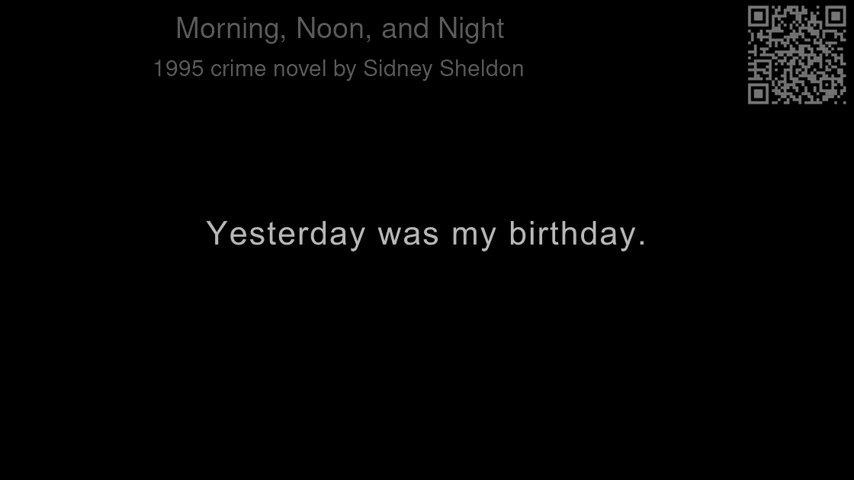 Morning, Noon, and Night
1995 crime novel by Sidney Sheldon
Yesterday was my birthday.